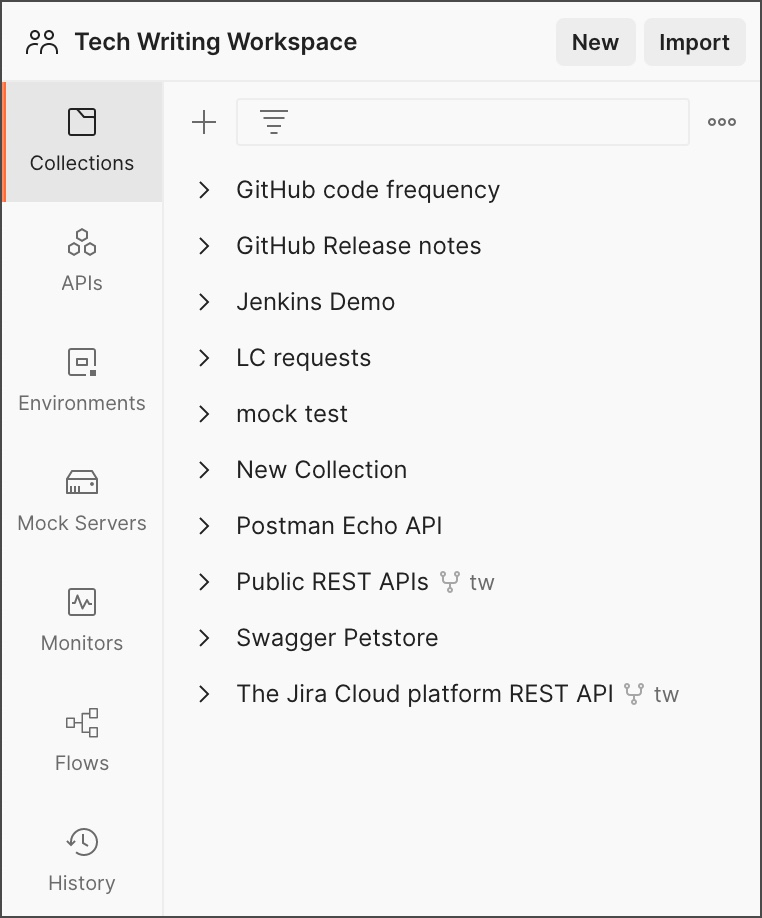 Tech Writing Workspace
New
Import
Collections
APIs
Environments
Mock Servers
Monitors
Flows
History
GitHub code frequency
GitHub Release notes
Jenkins Demo
LC requests
mock test
New Collection
Postman Echo API
Public REST APIs tw
Swagger Petstore
The Jira Cloud platform REST API tw